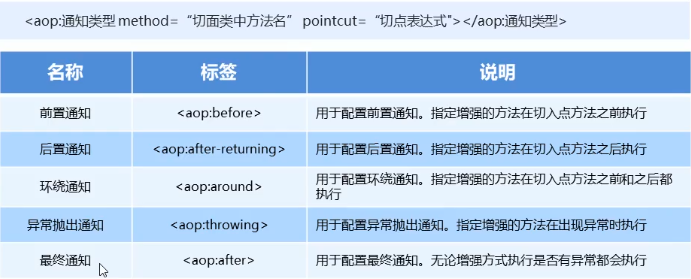 <aop:通知类型 method=“切面类中方法名” pointcut=“切点表达式"></aop:通知类型>
名称 标签 说明
前置通知 <aop:before> 用于配置前置通知。指定增强的方法在切入点方法之前执行
后置通知 <aop:after-returning> 用于配置后置通知。指定增强的方法在切入点方法之后执行
环绕通知 <aop:around> 用于配置环绕通知。指定增强的方法在切入点方法之前和之后都
执行
异常抛出通知 <aop:throwing> 用于配置异常抛出通知。指定增强的方法在出现异常时执行
最终通知 <aop:after> 用于配置最终通知。无论增强方式执行是否有异常都会执行